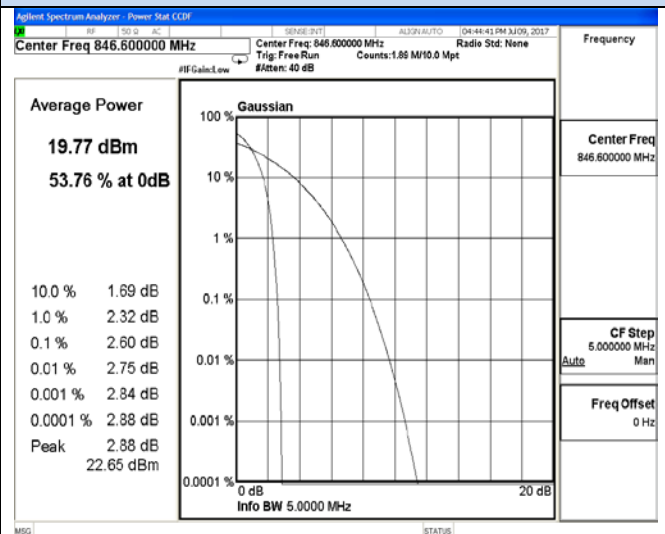 Agilent Spectrum Analyzer - Power Stat CCDF
RF 50 Ω AC SENSE:INT ALIGN AUTO 04:44:41 PM Jul 09, 2017
Center Freq 846.600000 MHz
Center Freq: 846.600000 MHz Radio Std: None
Trig: Free Run Counts:1.89 M/10.0 Mpt
#IFGain:Low #Atten: 40 dB
Frequency
Average Power
19.77 dBm
53.76 % at 0dB
10.0 % 1.69 dB
1.0 % 2.32 dB
0.1 % 2.60 dB
0.01 % 2.75 dB
0.001 % 2.84 dB
0.0001 % 2.88 dB
Peak 2.88 dB
22.65 dBm
Gaussian
100 %
10 %
1 %
0.1 %
0.01 %
0.001 %
0.0001 %
0 dB 20 dB
Info BW 5.0000 MHz
Center Freq
846.600000 MHz
CF Step
5.000000 MHz
Auto Man
Freq Offset
0 Hz
MSG STATUS